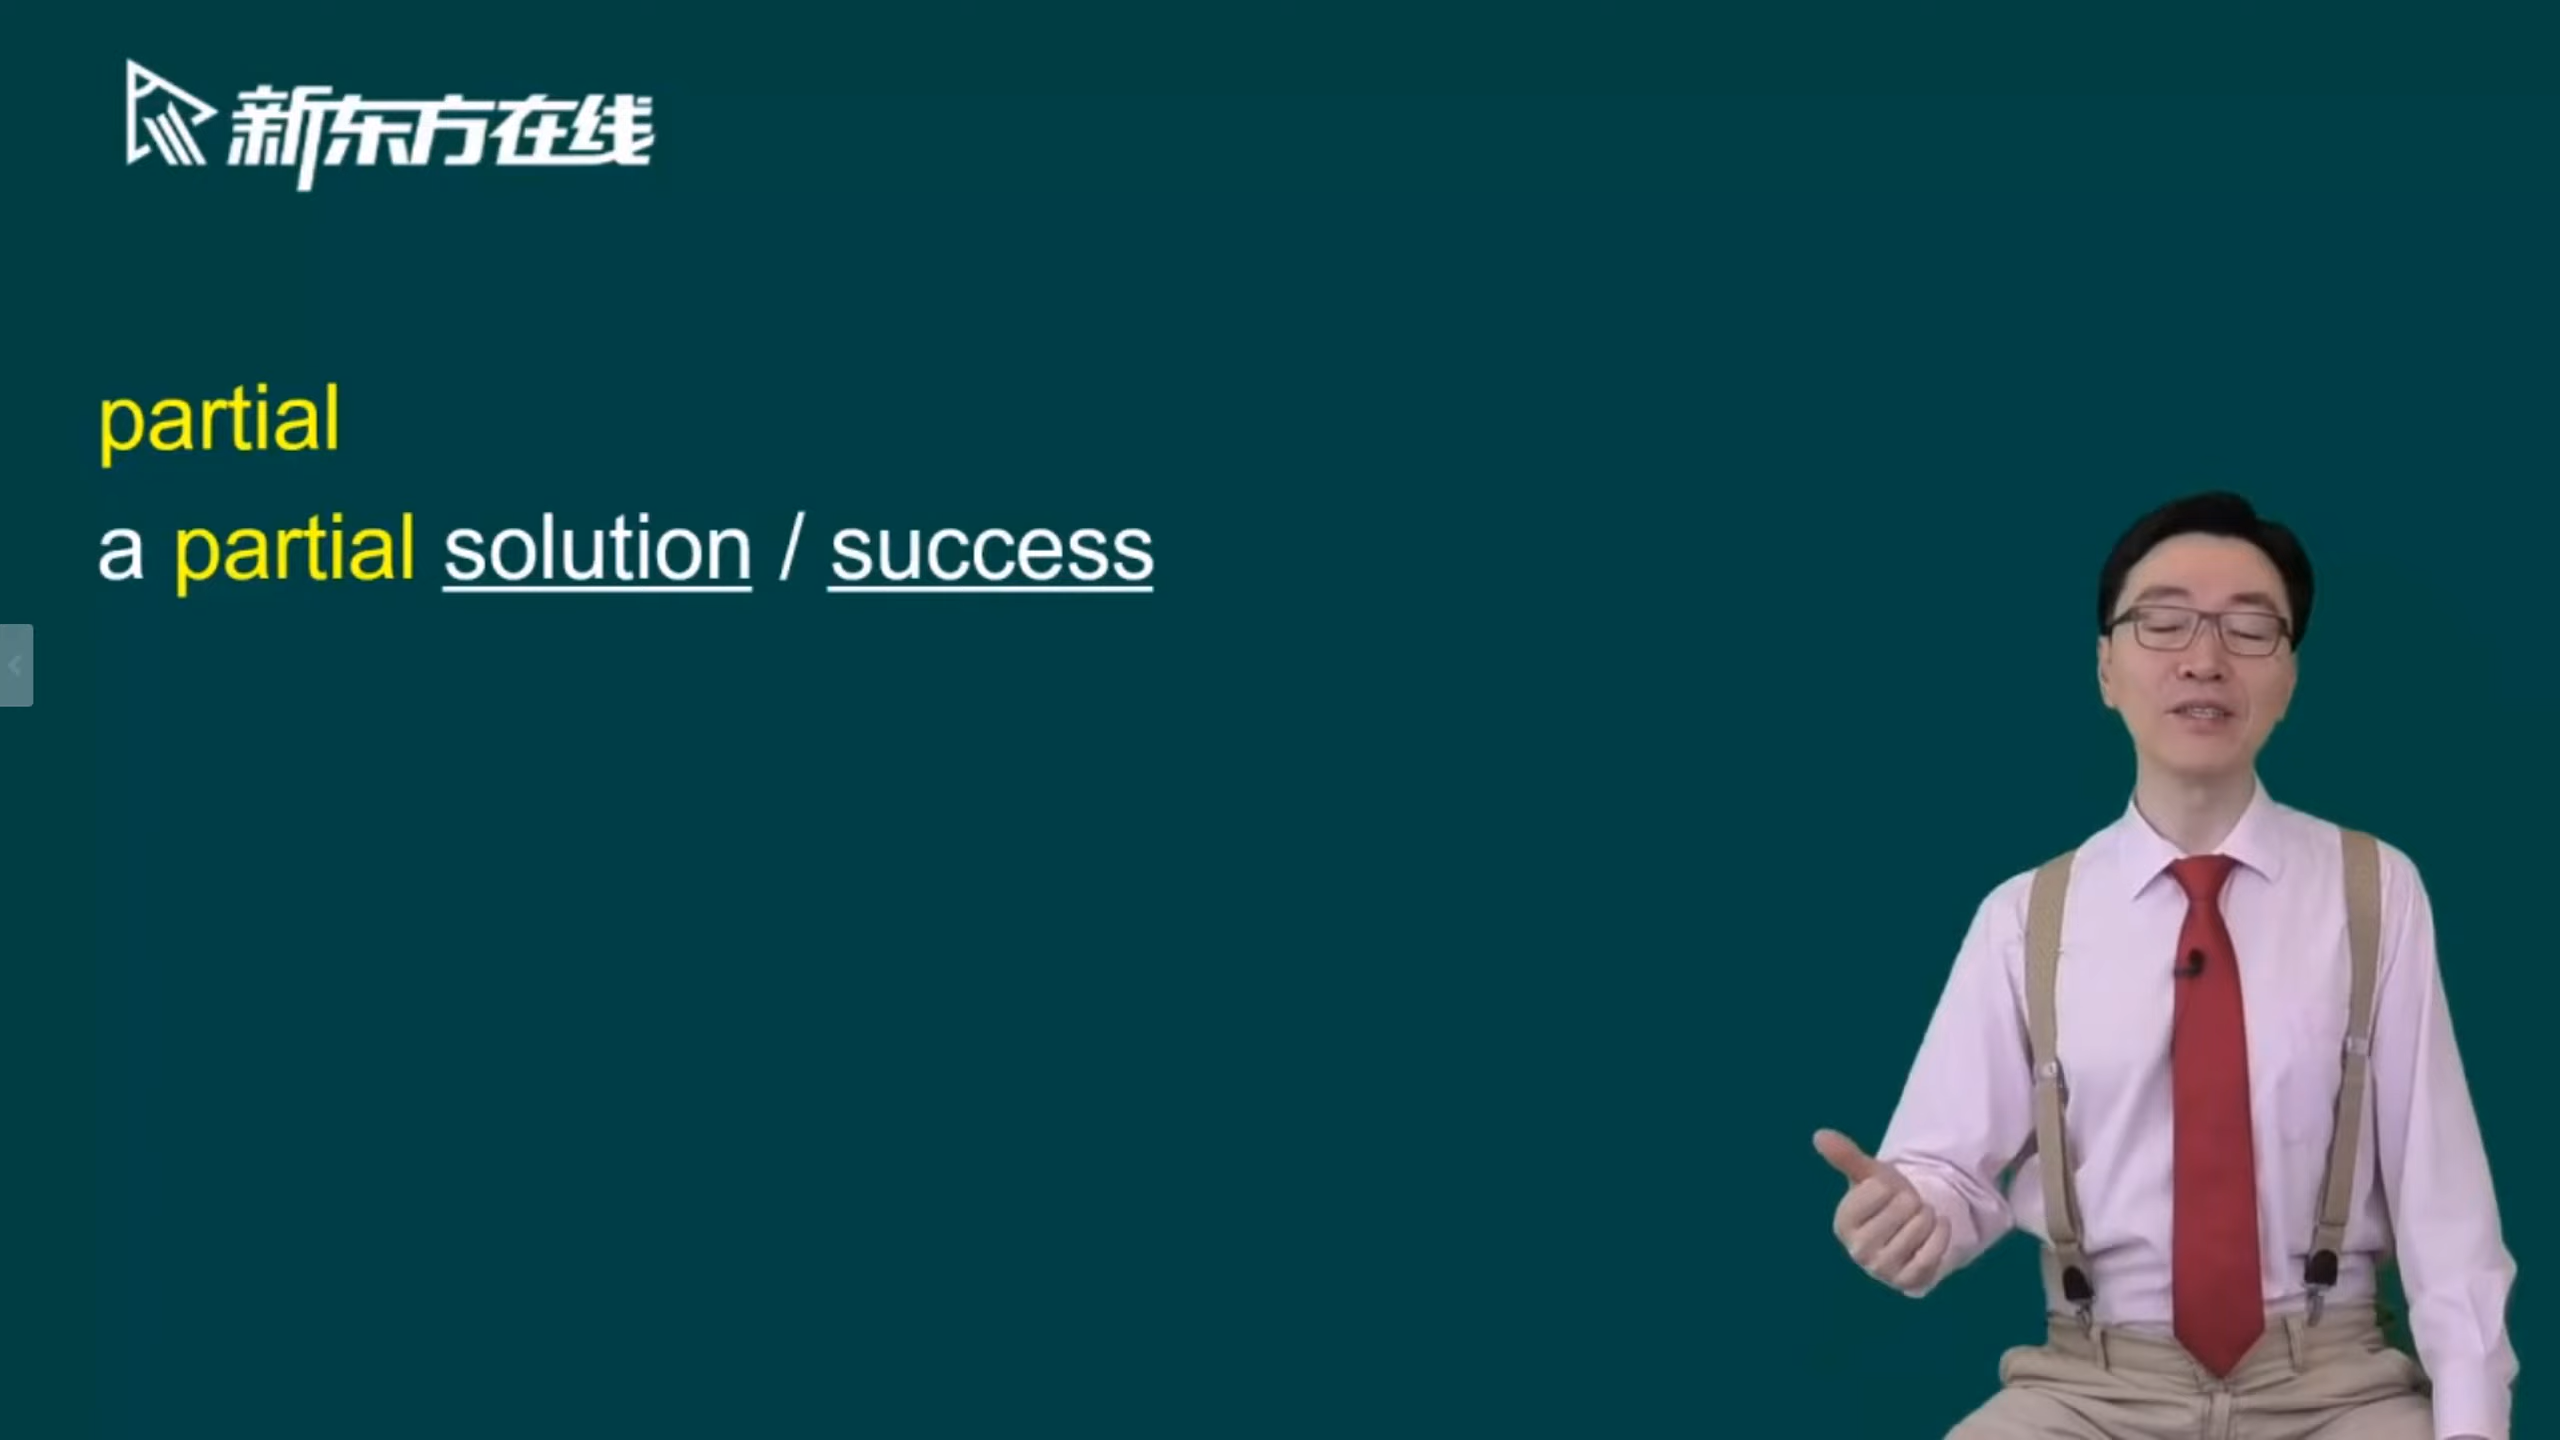 新东方在线
partial
a partial solution / success